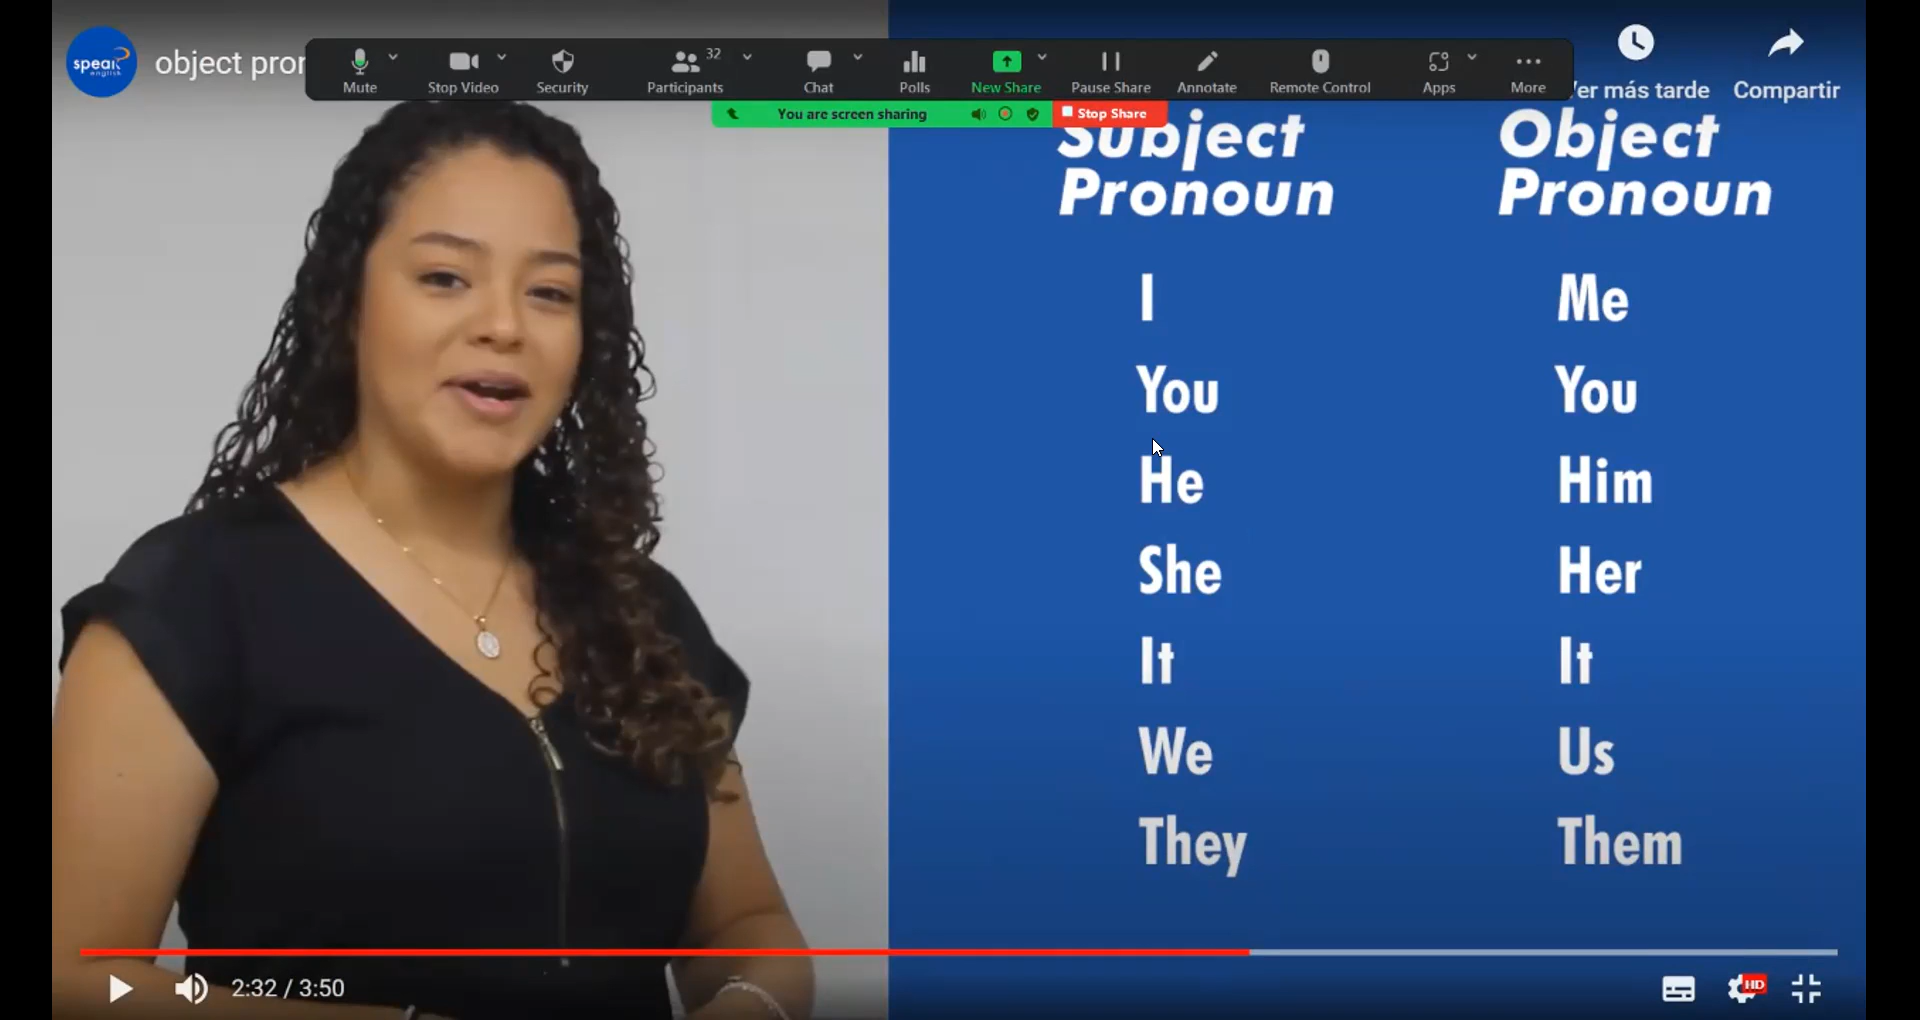 speak
english
object pror
Mute
Stop Video
Security
Participants
32
Chat
Polls
New Share
Pause Share
Annotate
Remote Control
Apps
More
You are screen sharing
Stop Share
er más tarde
Compartir
Subject
Pronoun
Object
Pronoun
I
Me
You
You
He
Him
She
Her
It
It
We
Us
They
Them
2:32 / 3:50
HD